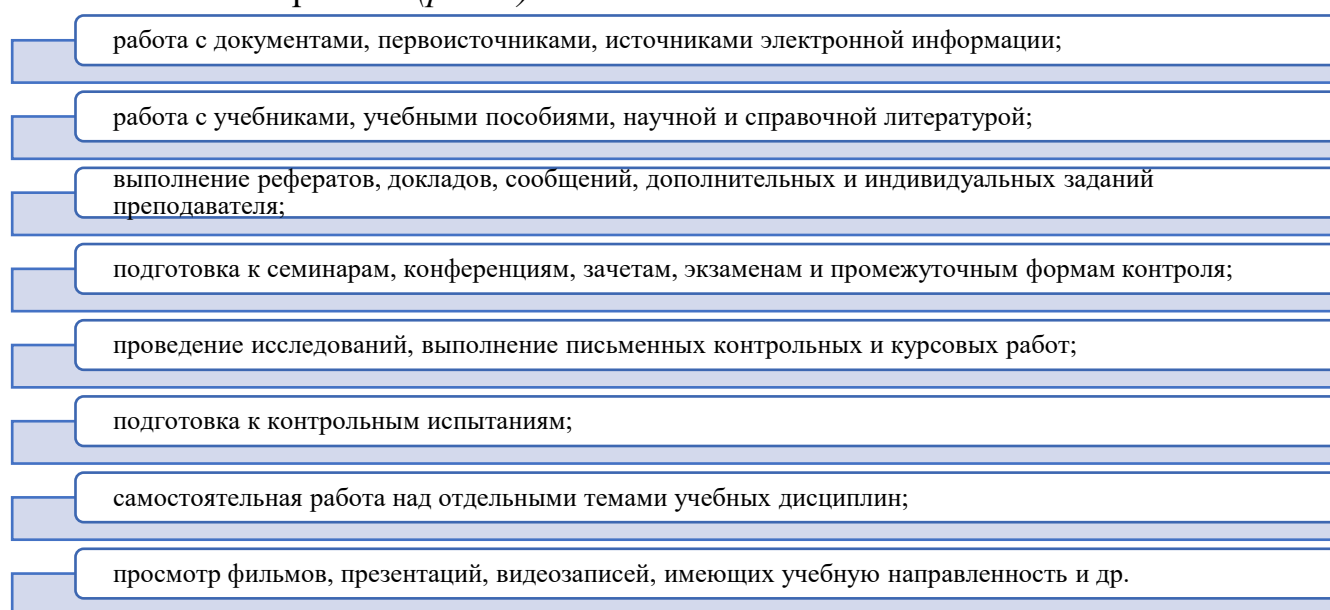 работа с документами, первоисточниками, источниками электронной информации;
работа с учебниками, учебными пособиями, научной и справочной литературой;
выполнение рефератов, докладов, сообщений, дополнительных и индивидуальных заданий
преподавателя;
подготовка к семинарам, конференциям, зачетам, экзаменам и промежуточным формам контроля;
проведение исследований, выполнение письменных контрольных и курсовых работ;
подготовка к контрольным испытаниям;
самостоятельная работа над отдельными темами учебных дисциплин;
просмотр фильмов, презентаций, видеозаписей, имеющих учебную направленность и др.